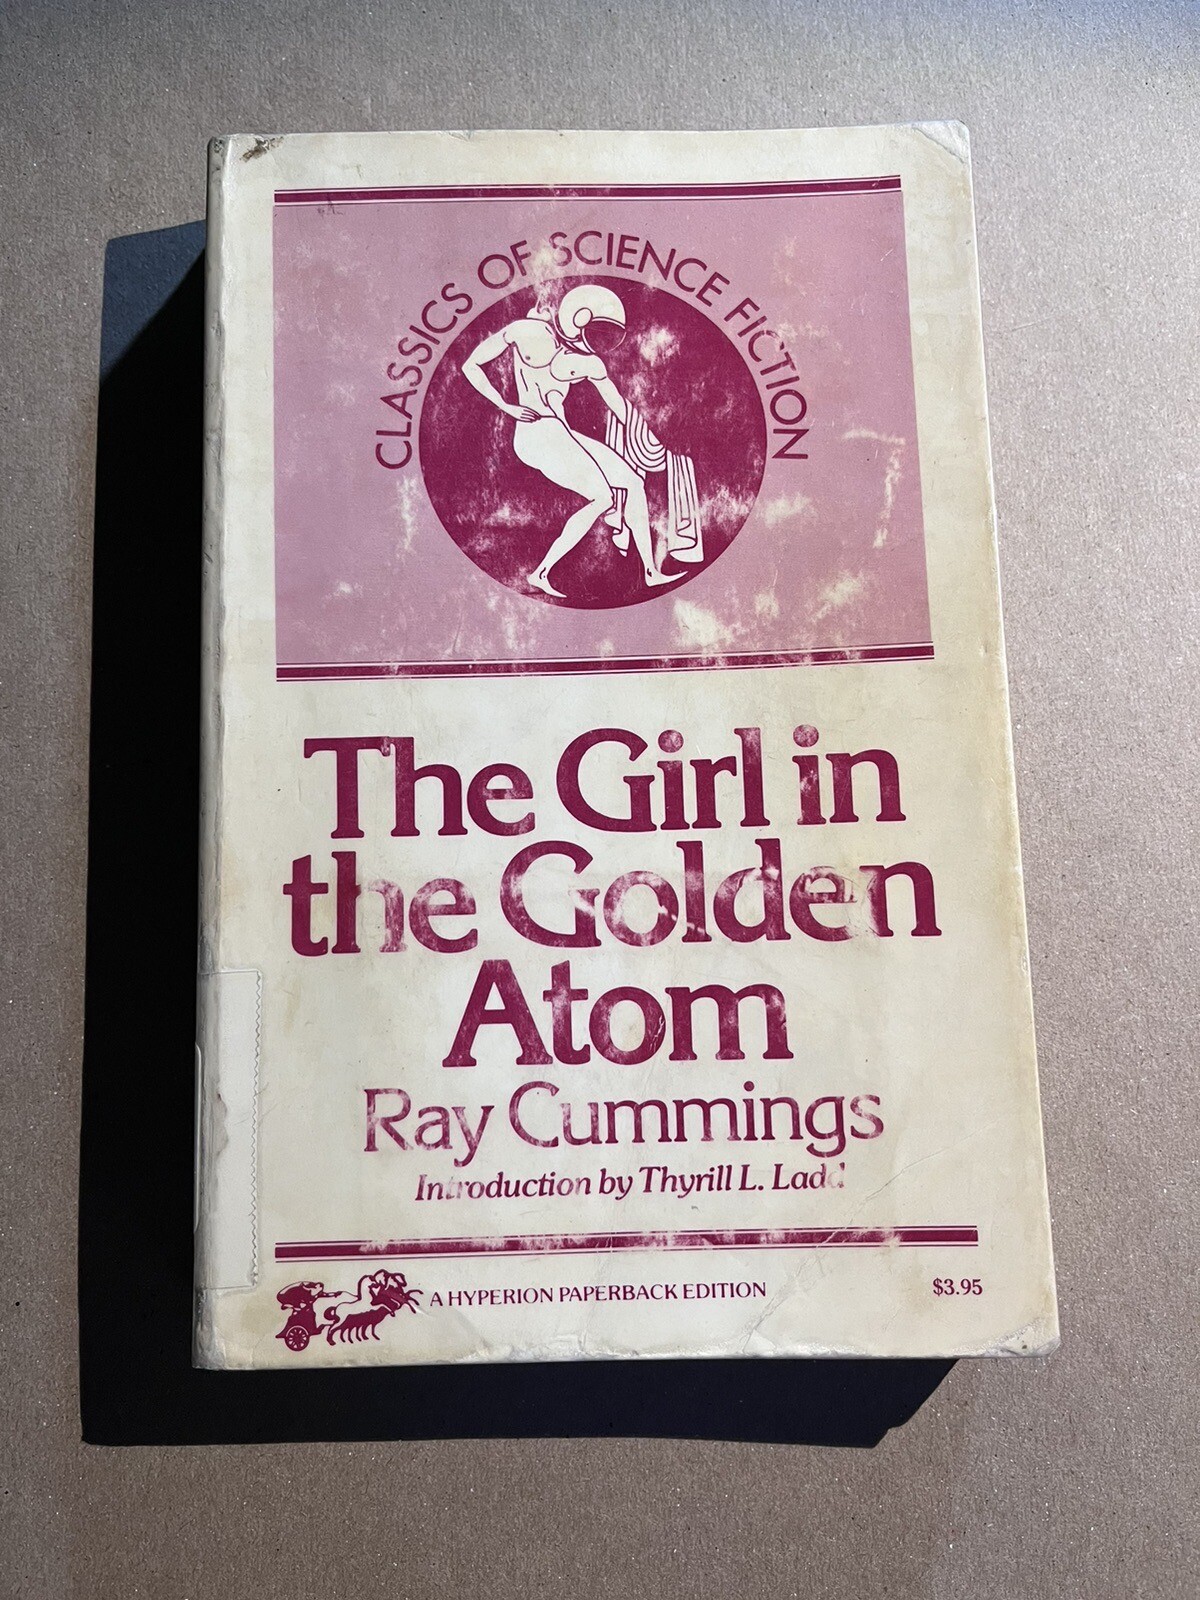 CLASSICS OF SCIENCE FICTION
The Girl in
the Golden
Atom
Ray Cummings
Introduction by Thyrill L. Ladd
A HYPERION PAPERBACK EDITION
$3.95